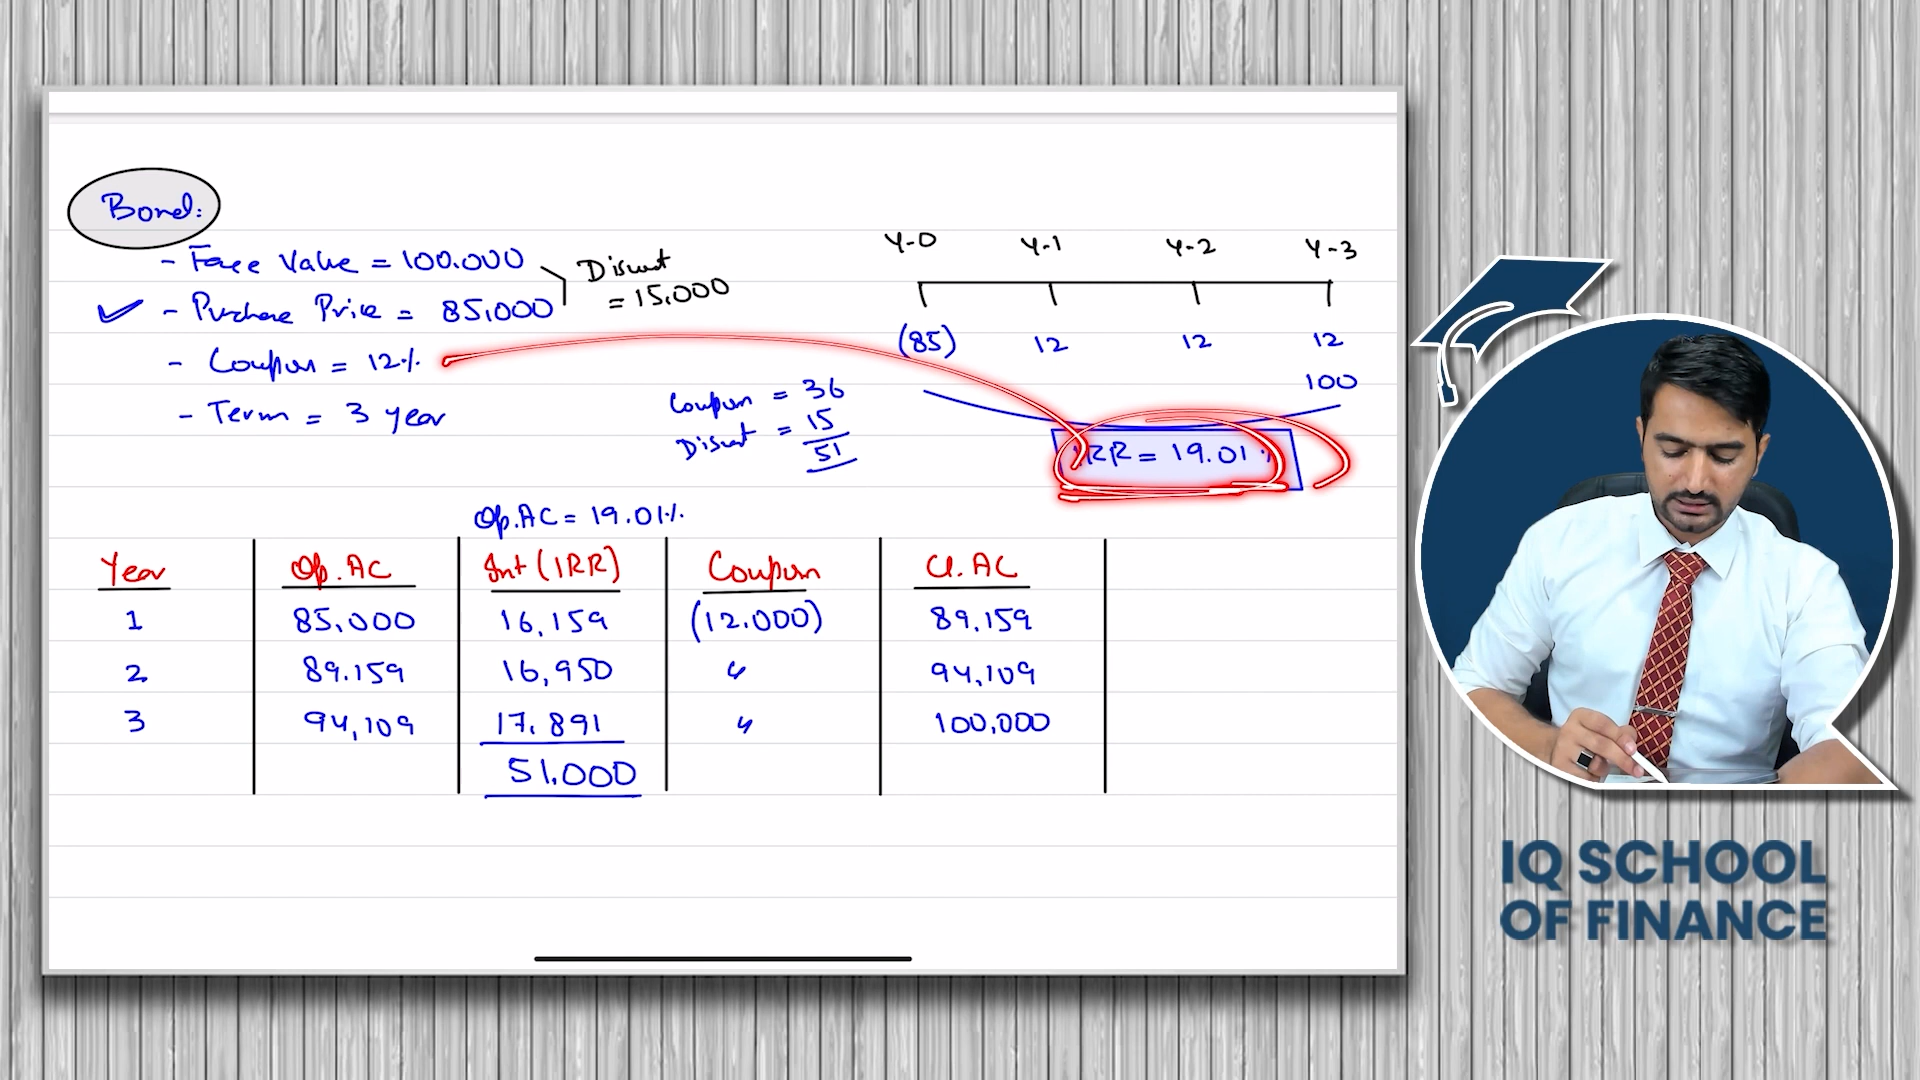 Bond:
- Face Value = 100.000
- Purchase Price = 85,000
Discount
= 15,000
- Coupon = 12%
- Term = 3 year
Y-0 Y-1 Y-2 Y-3
(85) 12 12 12
100
Coupon = 36
Discount = 15
51
IRR = 19.01%
Op.AC = 19.01%
Year Op.AC Int (IRR) Coupon Cl.AC
1 85,000 16,159 (12.000) 89,159
2 89.159 16,950 " 94,109
3 94,109 17,891 " 100,000
51,000
IQ SCHOOL
OF FINANCE